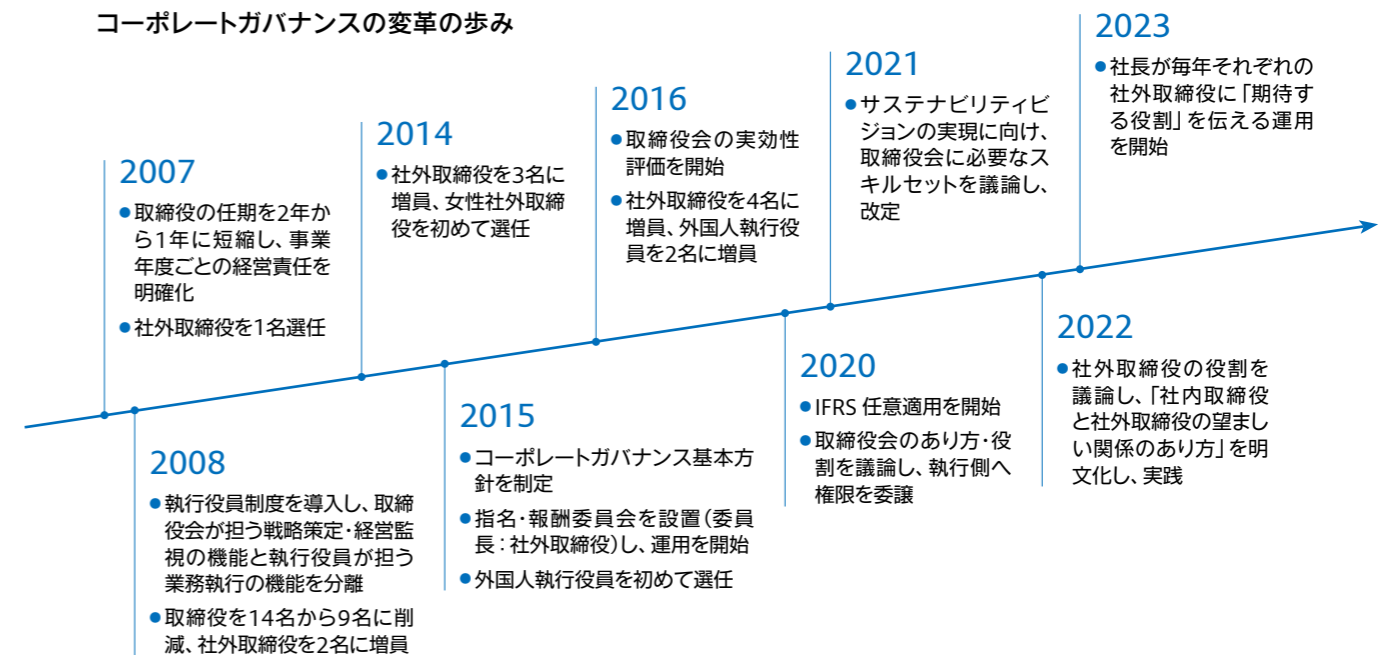 コーポレートガバナンスの変革の歩み
2007
●取締役の任期を2年か
ら1年に短縮し、事業
年度ごとの経営責任を
明確化
●社外取締役を1名選任
2008
●執行役員制度を導入し、取締
役会が担う戦略策定・経営監
視の機能と執行役員が担う
業務執行の機能を分離
●取締役を14名から9名に削
減、社外取締役を2名に増員
2014
●社外取締役を3名に
増員、女性社外取締
役を初めて選任
2015
●コーポレートガバナンス基本方
針を制定
●指名・報酬委員会を設置(委員
長:社外取締役)し、運用を開始
●外国人執行役員を初めて選任
2016
●取締役会の実効性
評価を開始
●社外取締役を4名に
増員、外国人執行役
員を2名に増員
2020
●IFRS 任意適用を開始
●取締役会のあり方・役
割を議論し、執行側へ
権限を委譲
2021
●サステナビリティビ
ジョンの実現に向け、
取締役会に必要なス
キルセットを議論し、
改定
2022
●社外取締役の役割を
議論し、「社内取締役
と社外取締役の望まし
い関係のあり方」を明
文化し、実践
2023
●社長が毎年それぞれの
社外取締役に「期待す
る役割」を伝える運用
を開始